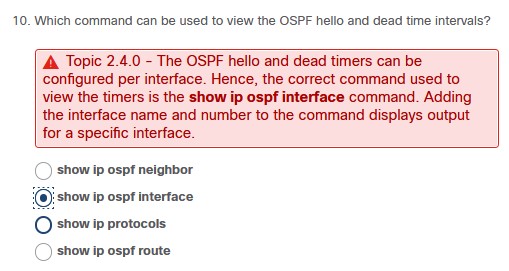 10. Which command can be used to view the OSPF hello and dead time intervals?
Topic 2.4.0 - The OSPF hello and dead timers can be
configured per interface. Hence, the correct command used to
view the timers is the show ip ospf interface command. Adding
the interface name and number to the command displays output
for a specific interface.
show ip ospf neighbor
show ip ospf interface
show ip protocols
show ip ospf route